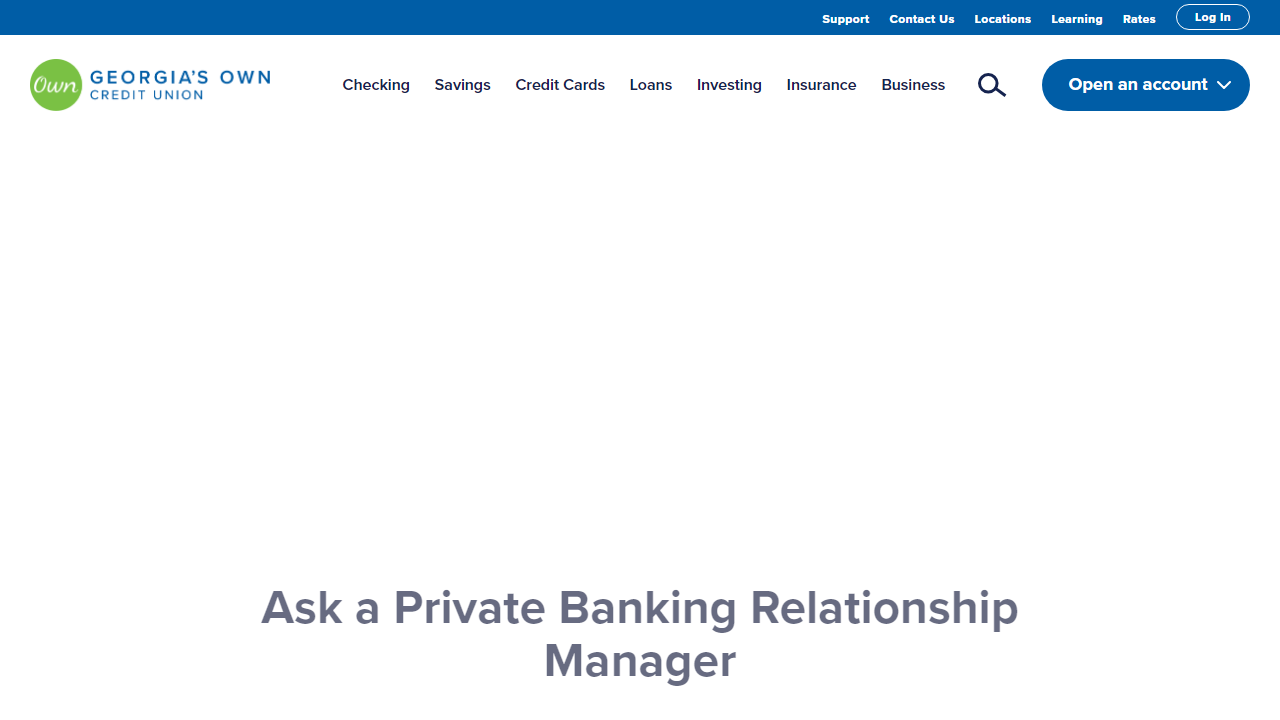 Support Contact Us Locations Learning Rates Log In
Own GEORGIA'S OWN
CREDIT UNION
Checking Savings Credit Cards Loans Investing Insurance Business Open an account
Ask a Private Banking Relationship
Manager